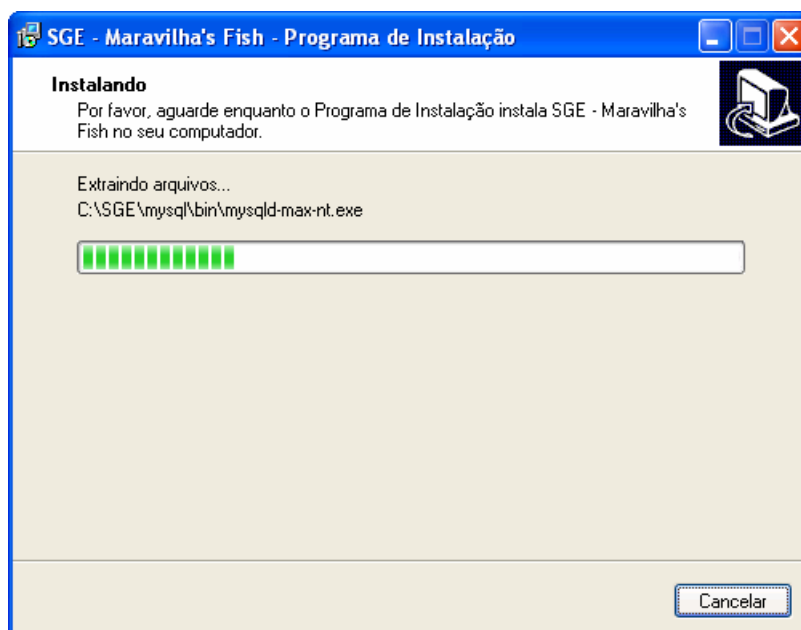 SGE - Maravilha's Fish - Programa de Instalação
Instalando
Por favor, aguarde enquanto o Programa de Instalação instala SGE - Maravilha's
Fish no seu computador.
Extraindo arquivos...
C:\SGE\mysql\bin\mysqld-max-nt.exe
Cancelar